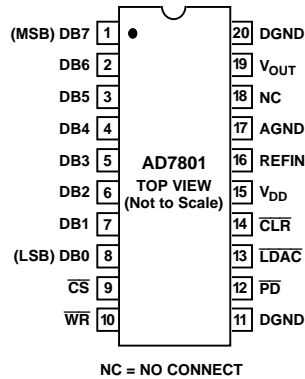 (MSB) DB7 1 20 DGND
DB6 2 19 VOUT
DB5 3 18 NC
DB4 4 17 AGND
DB3 5 AD7801 16 REFIN
DB2 6 TOP VIEW 15 VDD
DB1 7 (Not to Scale) 14 CLR
(LSB) DB0 8 13 LDAC
CS 9 12 PD
WR 10 11 DGND
NC = NO CONNECT